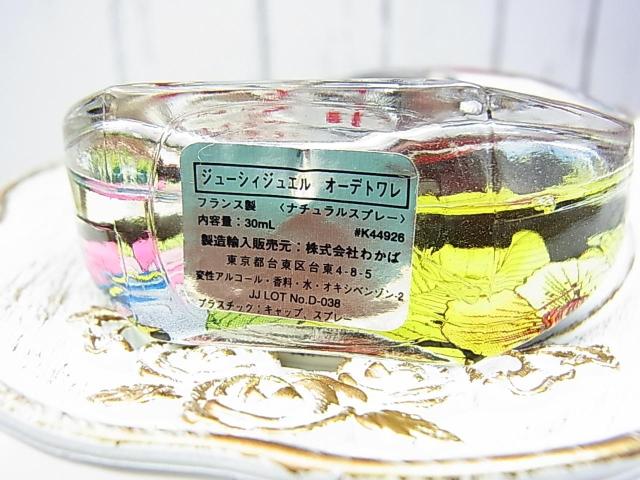 ジューシィジュエル オーデトワレ
フランス製 〈ナチュラルスプレー〉
内容量：30mL #K44926
製造輸入販売元：株式会社わかば
東京都台東区台東4-8-5
変性アルコール・香料・水・オキシベンゾン-2
JJ LOT No.D-038
プラスチック：キャップ、スプレー